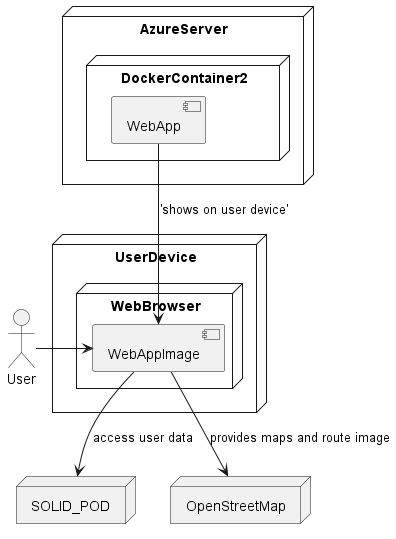 AzureServer
DockerContainer2
WebApp
'shows on user device'
UserDevice
WebBrowser
WebAppImage
User
access user data
provides maps and route image
SOLID_POD
OpenStreetMap